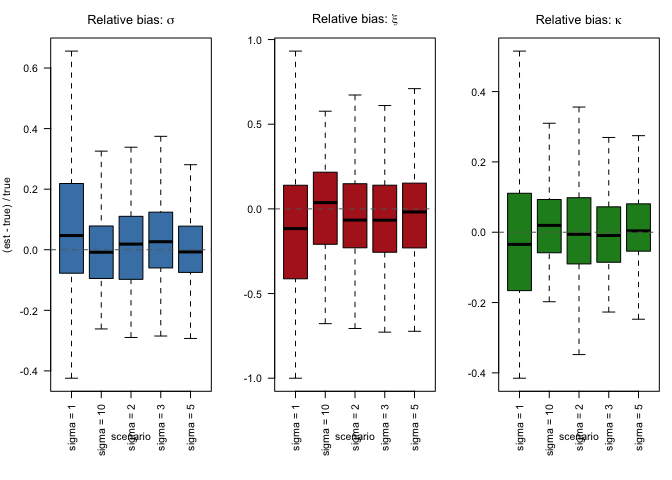 Relative bias: σ
(est - true) / true
0.6
0.4
0.2
0.0
-0.2
-0.4
sigma = 1
sigma = 10
sigma = 2
sigma = 3
sigma = 5
scenario
Relative bias: ξ
1.0
0.5
0.0
-0.5
-1.0
sigma = 1
sigma = 10
sigma = 2
sigma = 3
sigma = 5
scenario
Relative bias: κ
0.4
0.2
0.0
-0.2
-0.4
sigma = 1
sigma = 10
sigma = 2
sigma = 3
sigma = 5
scenario